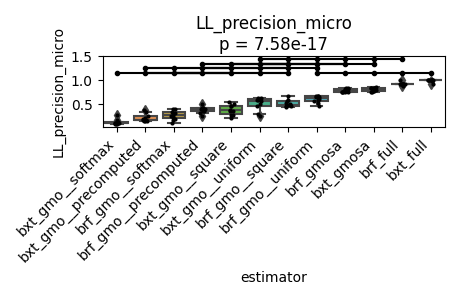 LL_precision_micro
p = 7.58e-17
LL_precision_micro
1.5
1.0
0.5
bxt_gmo__softmax
bxt_gmo__precomputed
brf_gmo__softmax
brf_gmo__precomputed
bxt_gmo__square
bxt_gmo__uniform
brf_gmo__square
brf_gmo__uniform
brf_gmosa
bxt_gmosa
brf_full
bxt_full
estimator